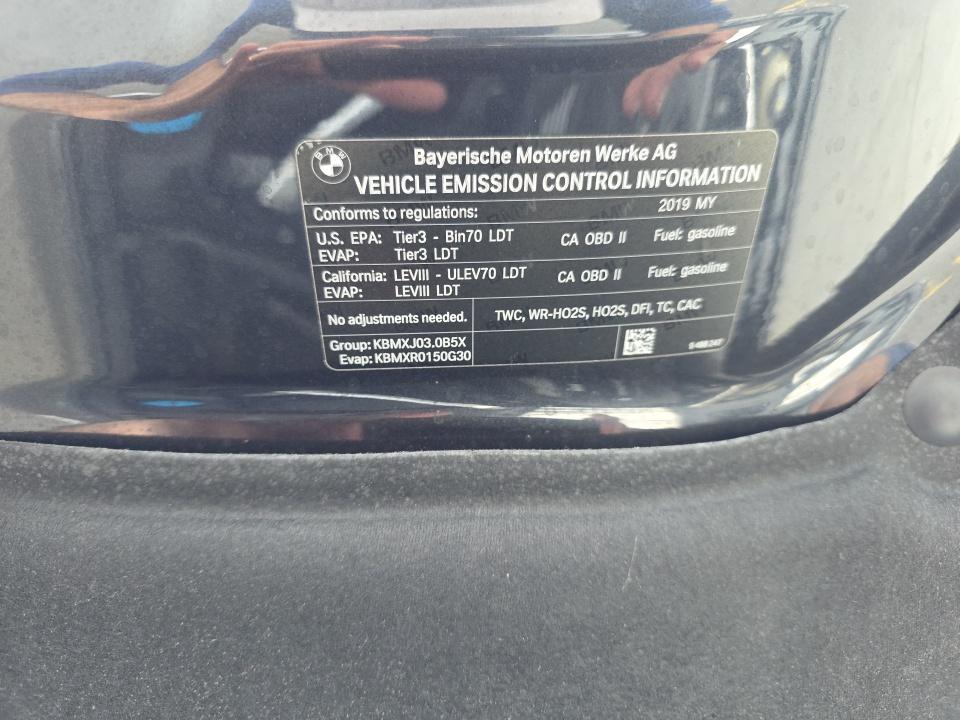 BMW
Bayerische Motoren Werke AG
VEHICLE EMISSION CONTROL INFORMATION
Conforms to regulations: 2019 MY
U.S. EPA: Tier3 - Bin70 LDT CA OBD II Fuel: gasoline
EVAP: Tier3 LDT
California: LEVIII - ULEV70 LDT CA OBD II Fuel: gasoline
EVAP: LEVIII LDT
No adjustments needed. TWC, WR-HO2S, HO2S, DFI, TC, CAC
Group: KBMXJ03.0B5X
Evap: KBMXR0150G30